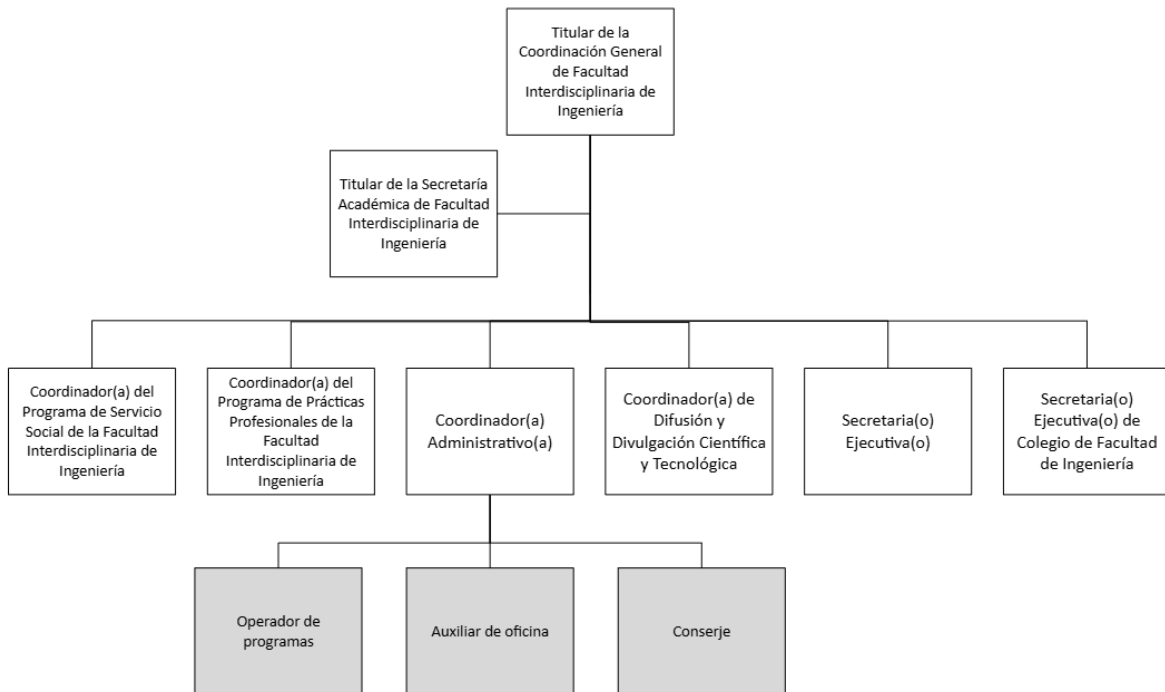 Titular de la
Coordinación General
de Facultad
Interdisciplinaria de
Ingeniería
Titular de la Secretaría
Académica de Facultad
Interdisciplinaria de
Ingeniería
Coordinador(a) del
Programa de Servicio
Social de la Facultad
Interdisciplinaria de
Ingeniería
Coordinador(a) del
Programa de Prácticas
Profesionales de la
Facultad
Interdisciplinaria de
Ingeniería
Coordinador(a)
Administrativo(a)
Coordinador(a) de
Difusión y
Divulgación Científica
y Tecnológica
Secretaria(o)
Ejecutiva(o)
Secretaria(o)
Ejecutiva(o) de
Colegio de Facultad
de Ingeniería
Operador de
programas
Auxiliar de oficina
Conserje